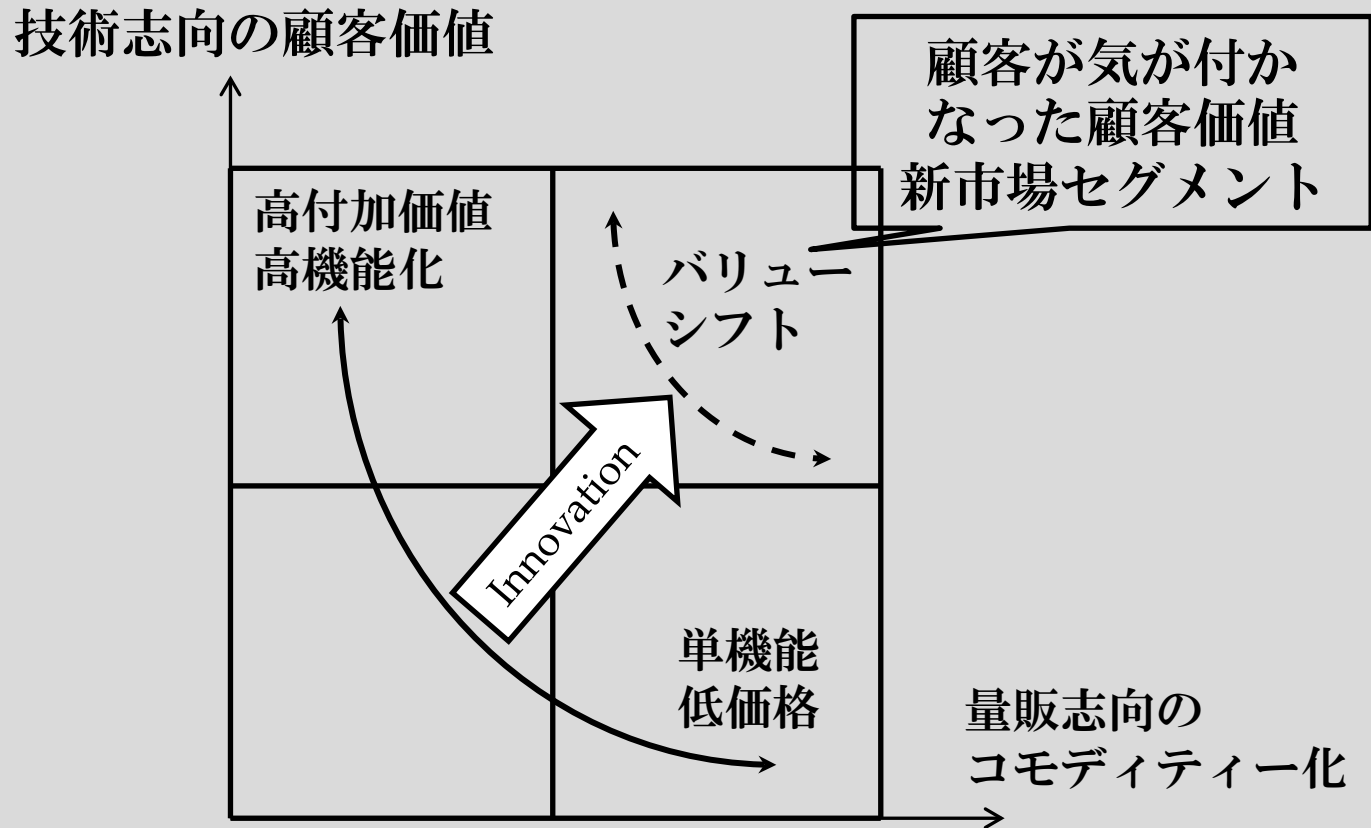 技術志向の顧客価値
顧客が気が付か
なった顧客価値
新市場セグメント
高付加価値
高機能化
バリュー
シフト
Innovation
単機能
低価格
量販志向の
コモディティー化